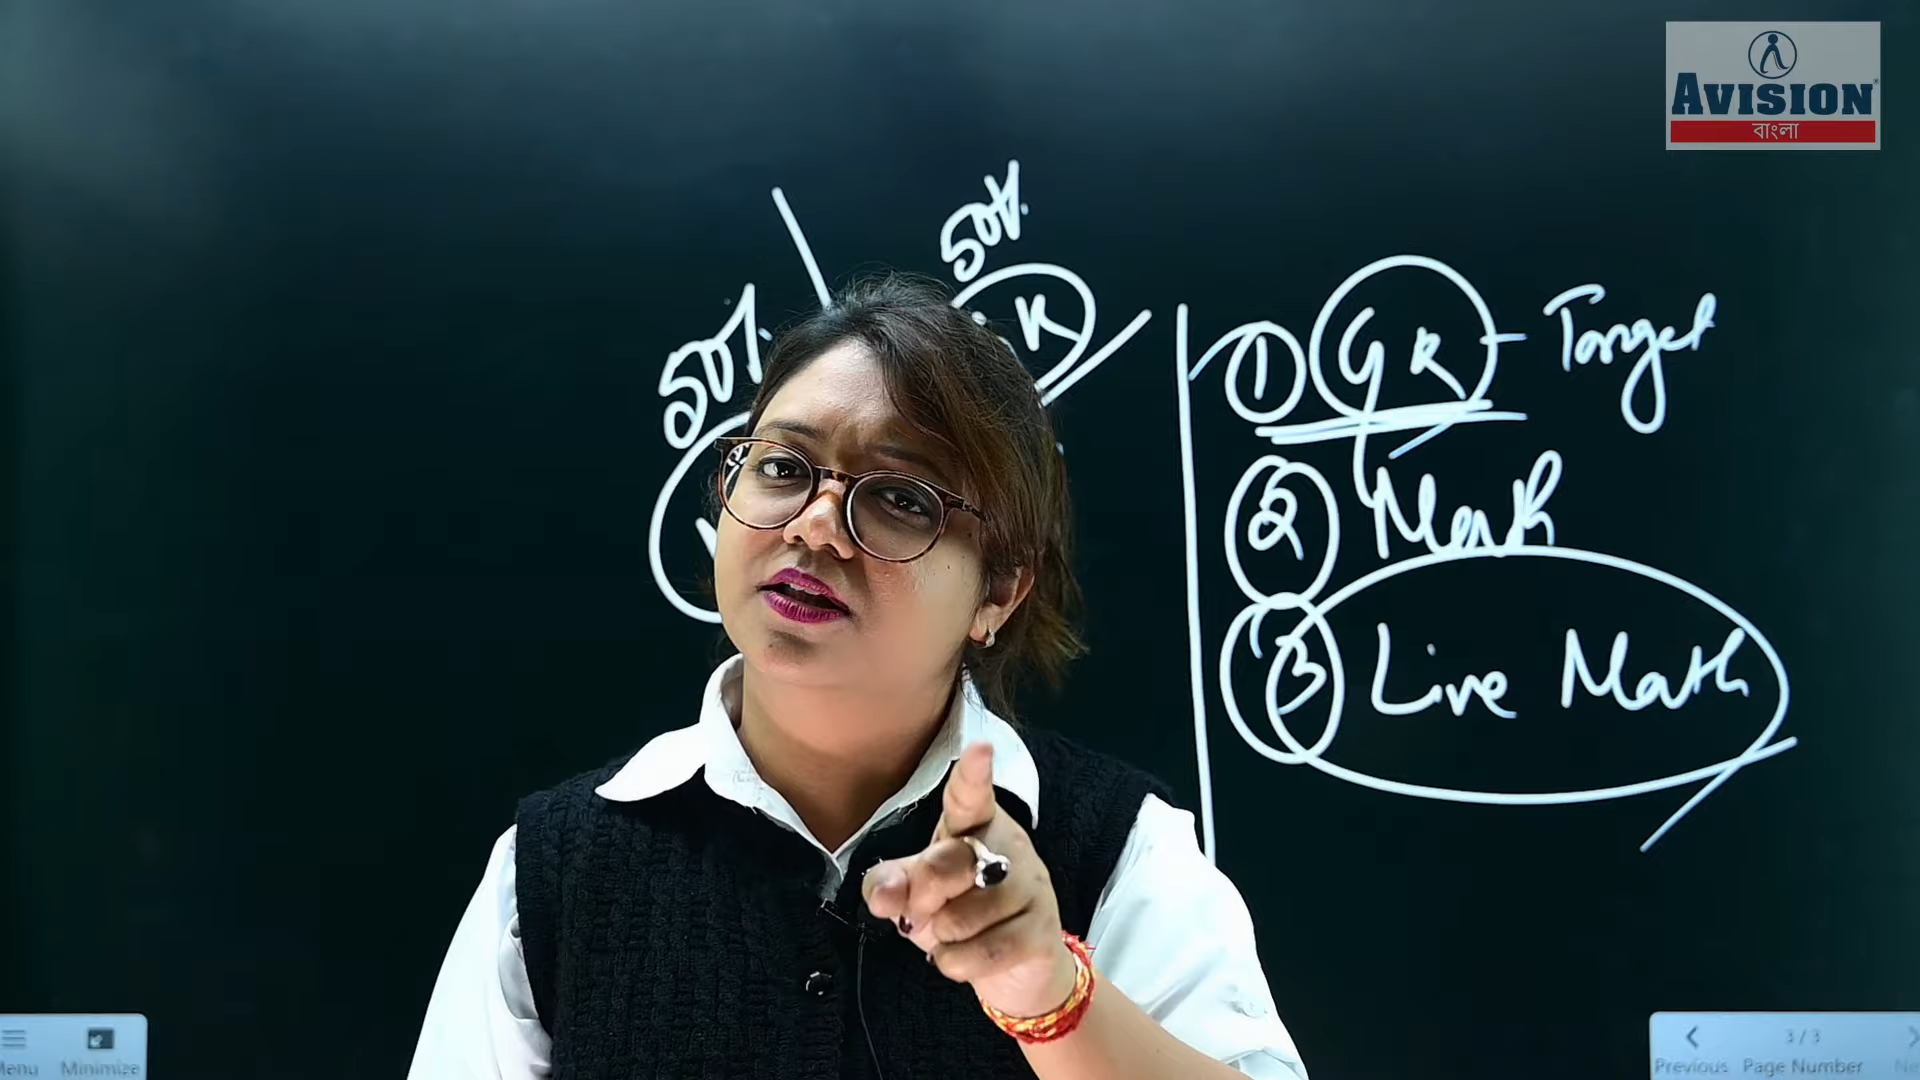 AVISION
বাংলা
50%
50%
K
① GK - Target
② Math
③ Live Math
Menu Minimize
3 / 3
Previous Page Number